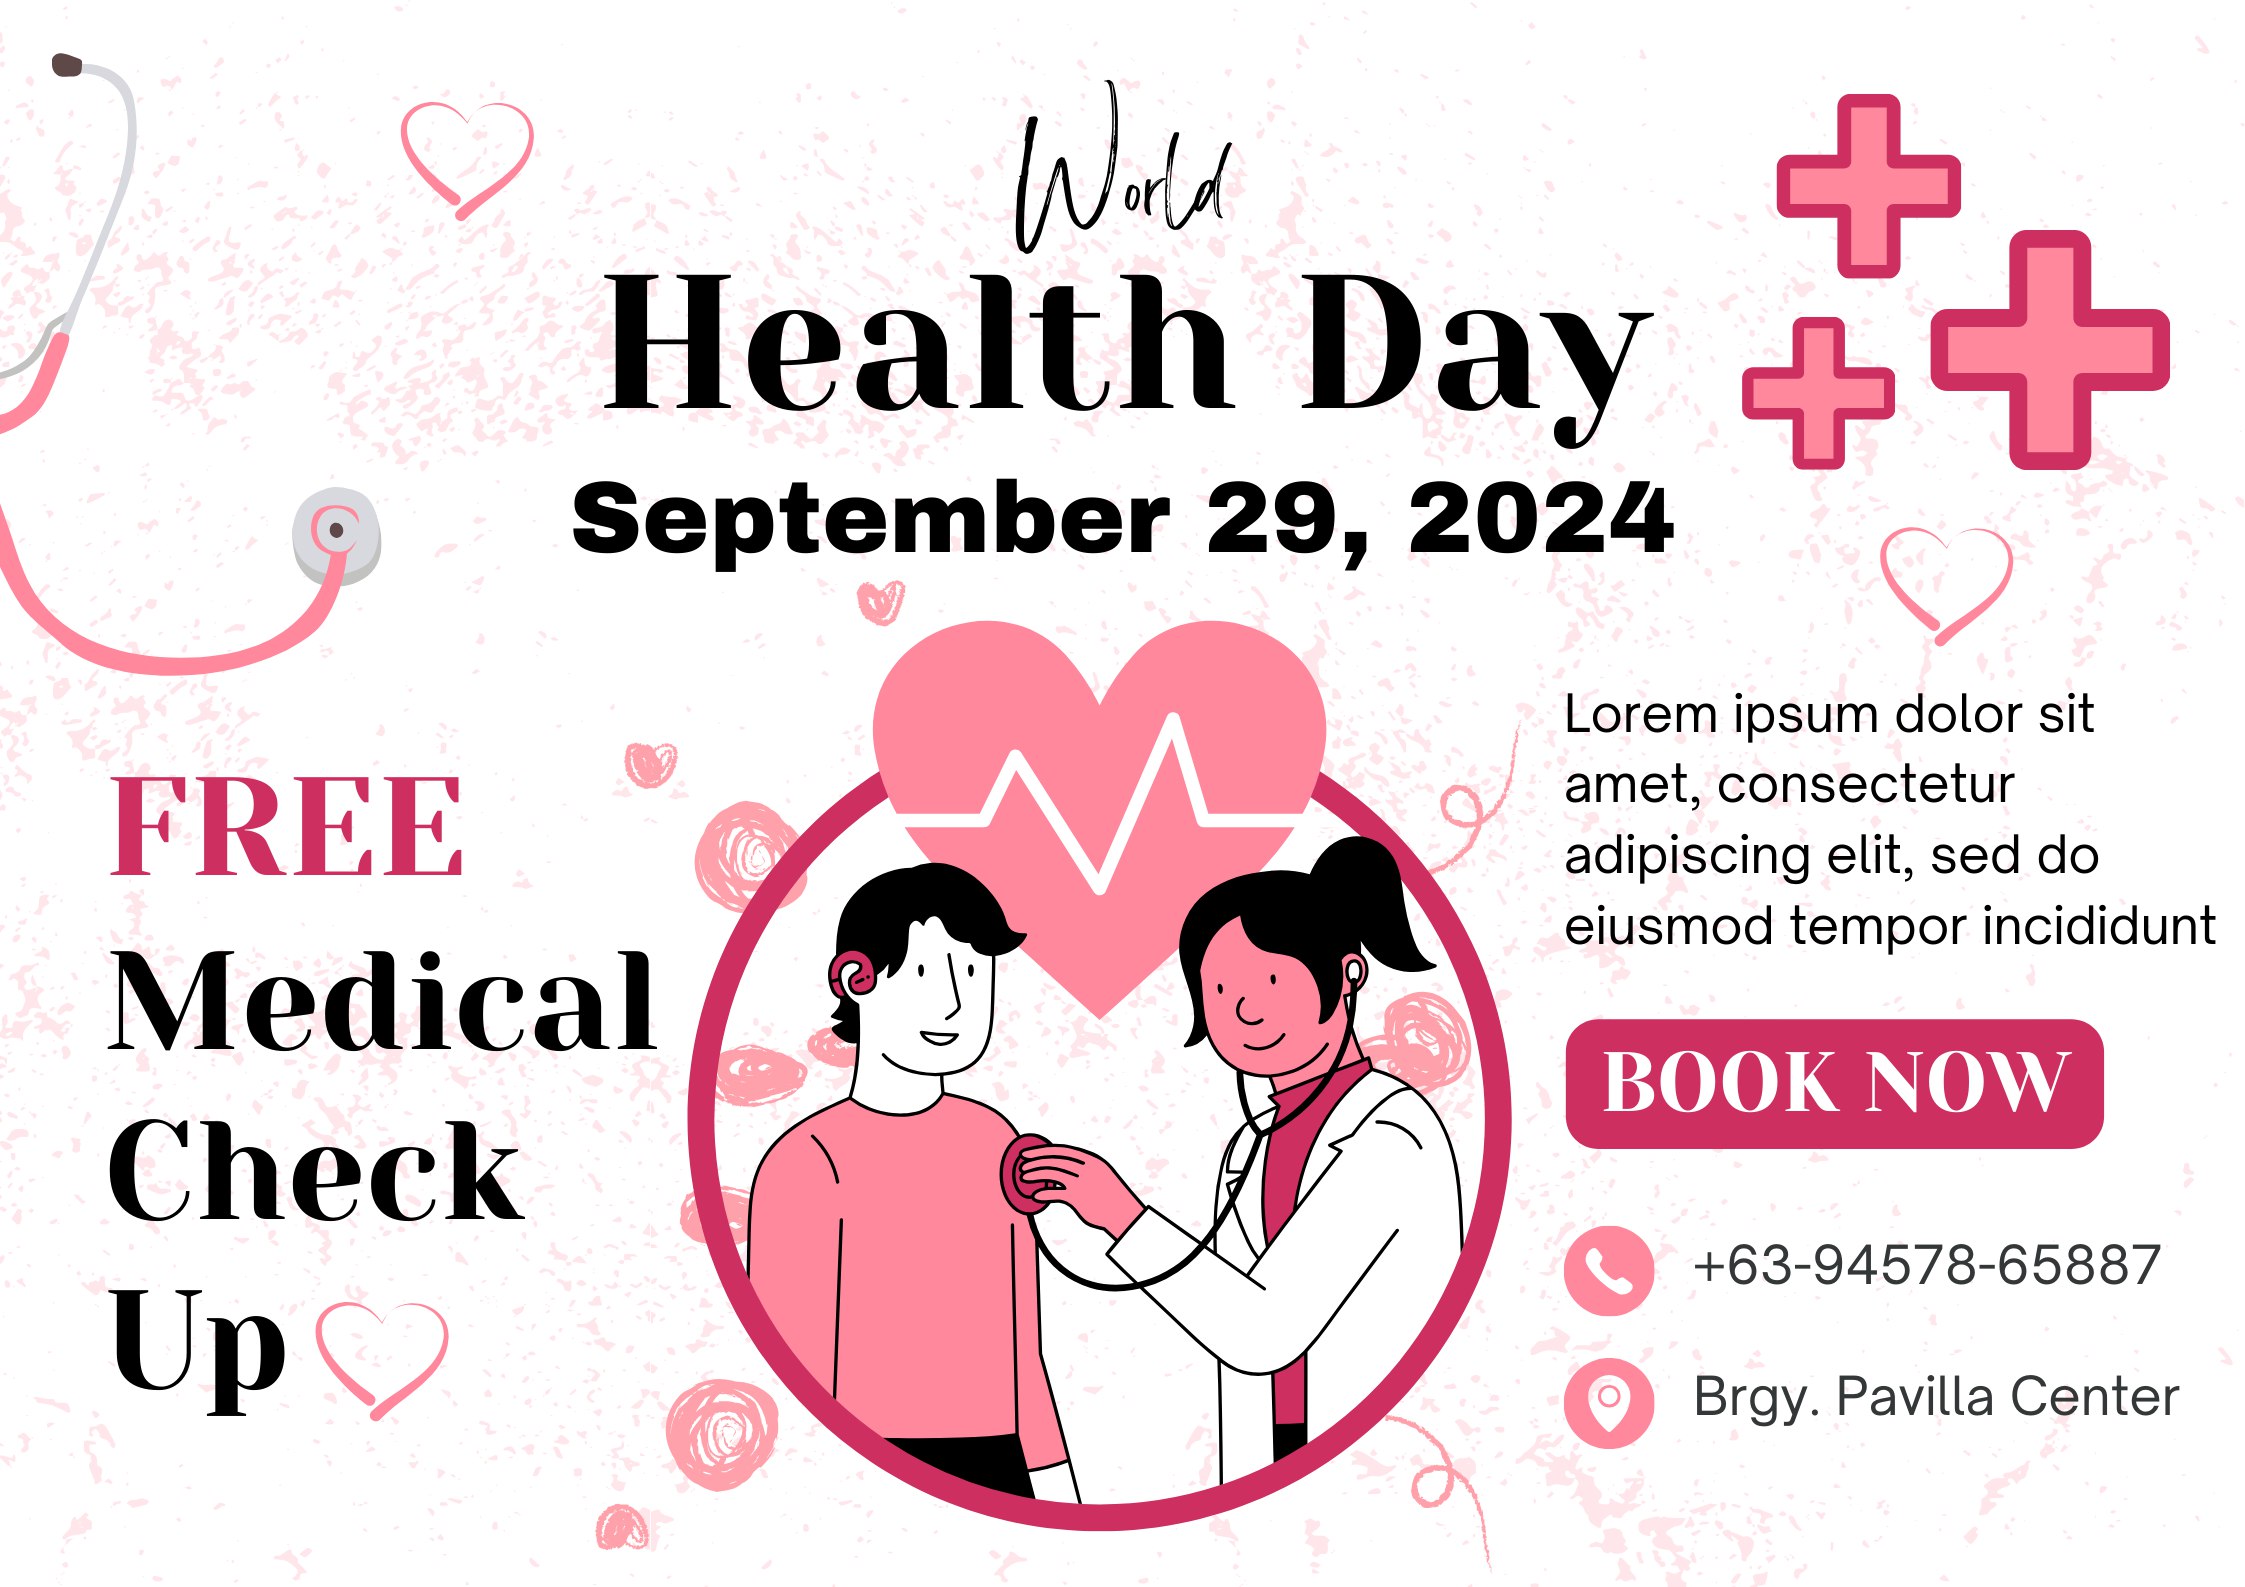 World
Health Day
September 29, 2024
FREE
Medical
Check
Up
Lorem ipsum dolor sit
amet, consectetur
adipiscing elit, sed do
eiusmod tempor incididunt
BOOK NOW
+63-94578-65887
Brgy. Pavilla Center